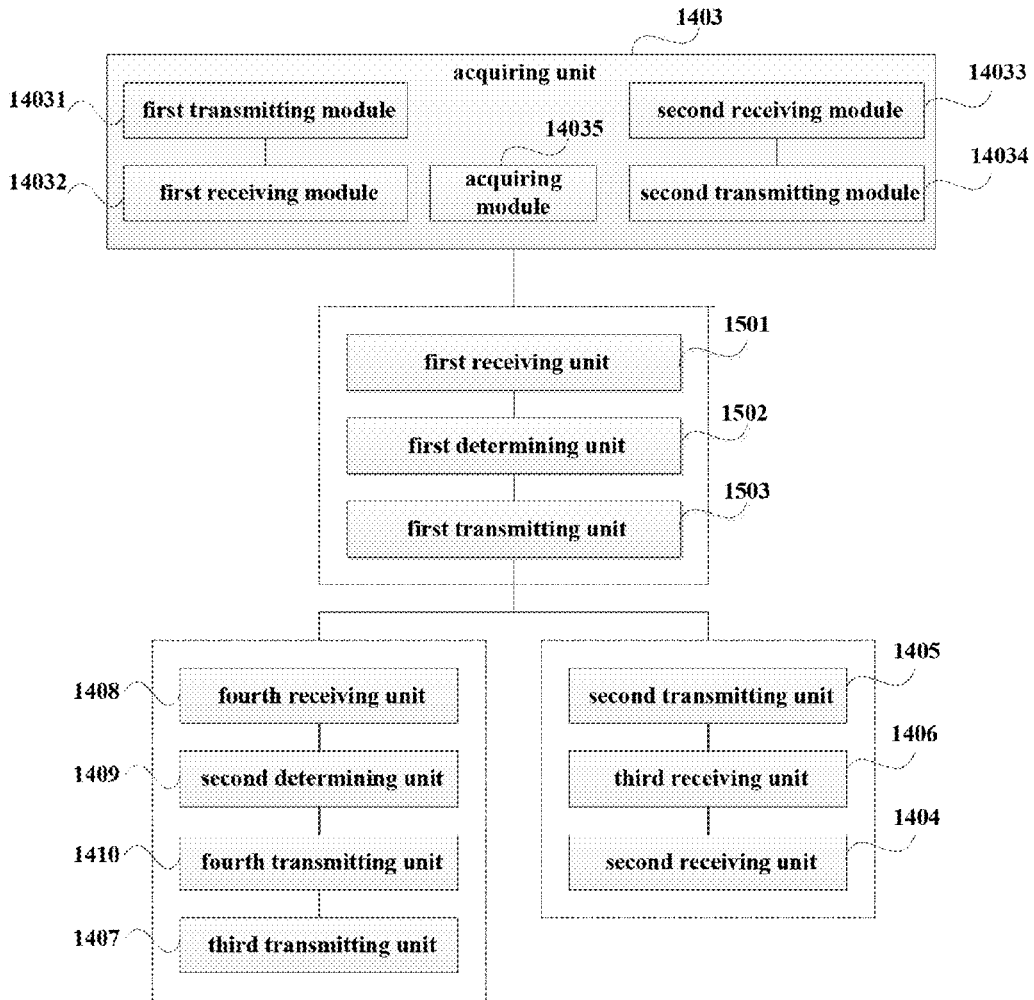 1403
acquiring unit
14031
first transmitting module
second receiving module
14033
14035
14032
first receiving module
acquiring
module
second transmitting module
14034
1501
first receiving unit
1502
first determining unit
1503
first transmitting unit
1408
fourth receiving unit
1409
second determining unit
1410
fourth transmitting unit
1407
third transmitting unit
1405
second transmitting unit
1406
third receiving unit
1404
second receiving unit